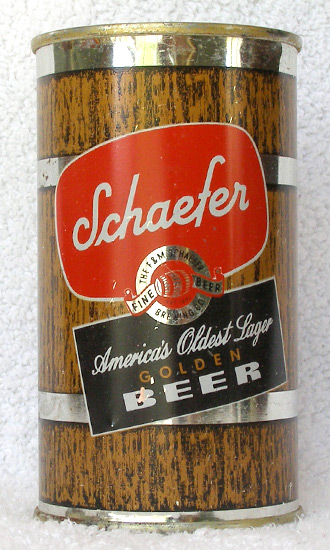 Schaefer
THE F&M SCHAEFER
FINE BEER
BREWING CO.
America's Oldest Lager
GOLDEN
BEER